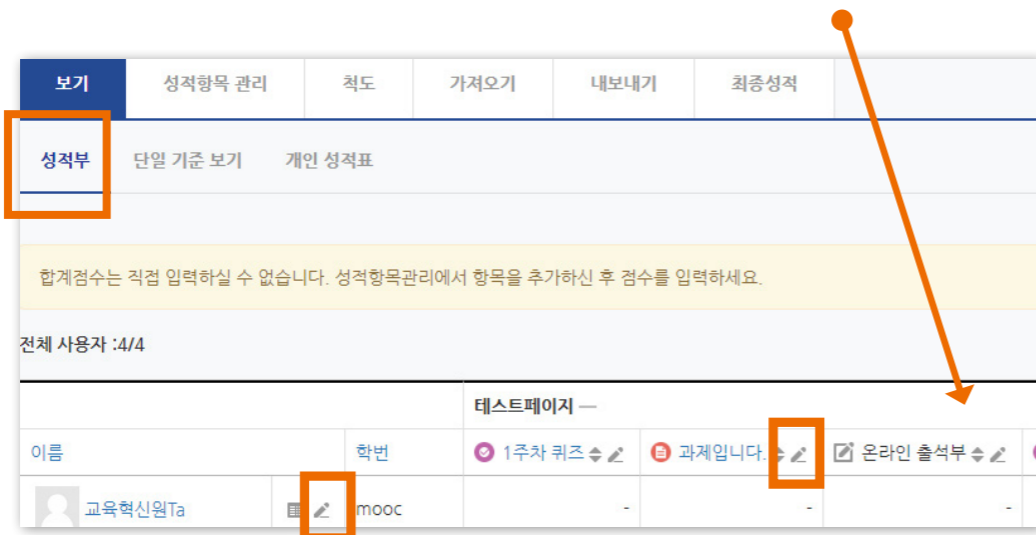 보기 성적항목 관리 척도 가져오기 내보내기 최종성적
성적부 단일 기준 보기 개인 성적표
합계점수는 직접 입력하실 수 없습니다. 성적항목관리에서 항목을 추가하신 후 점수를 입력하세요.
전체 사용자 :4/4
테스트페이지 —
이름 학번 1주차 퀴즈 과제입니다. 온라인 출석부
교육혁신원Ta mooc - - -